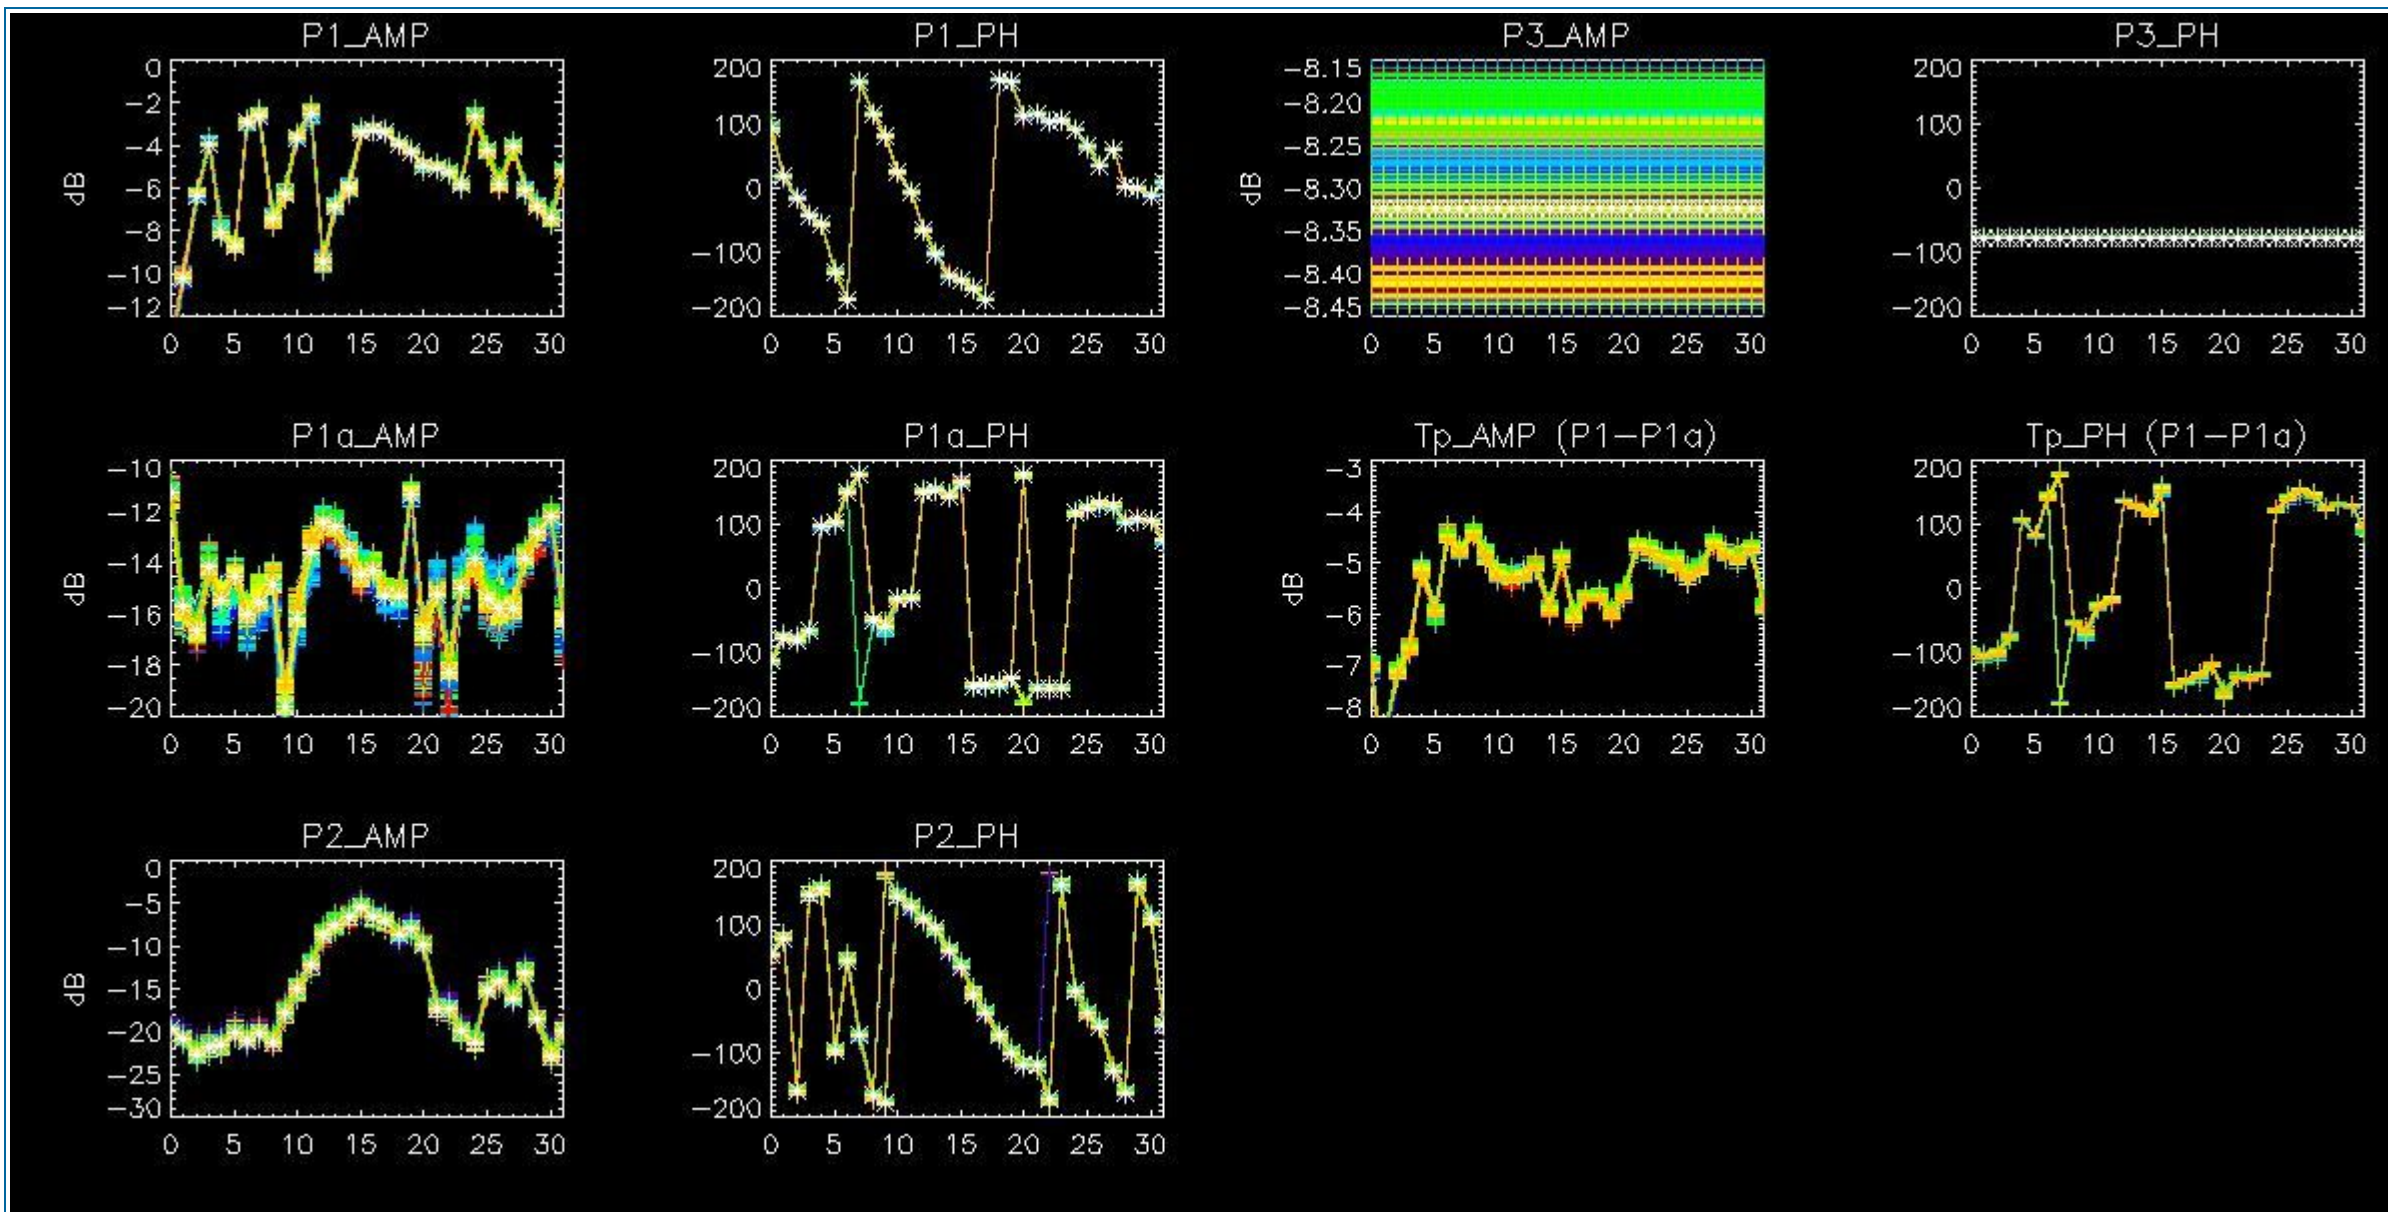 P1_AMP P1_PH P3_AMP P3_PH
0 200 -8.15 200
-2 100 -8.20 100
-4 0 -8.25 0
-6 -100 -8.30 -100
-8 -200 -8.35 -200
-10 -8.40
-12 -8.45
dB dB
0 5 10 15 20 25 30 0 5 10 15 20 25 30 0 5 10 15 20 25 30 0 5 10 15 20 25 30
P1a_AMP P1a_PH Tp_AMP (P1-P1a) Tp_PH (P1-P1a)
-10 200 -3 200
-12 100 -4 100
-14 0 -5 0
-16 -100 -6 -100
-18 -200 -7 -200
-20 -8
dB dB
0 5 10 15 20 25 30 0 5 10 15 20 25 30 0 5 10 15 20 25 30 0 5 10 15 20 25 30
P2_AMP P2_PH
0 200
-5 100
-10 0
-15 -100
-20 -200
-25
-30
dB
0 5 10 15 20 25 30 0 5 10 15 20 25 30